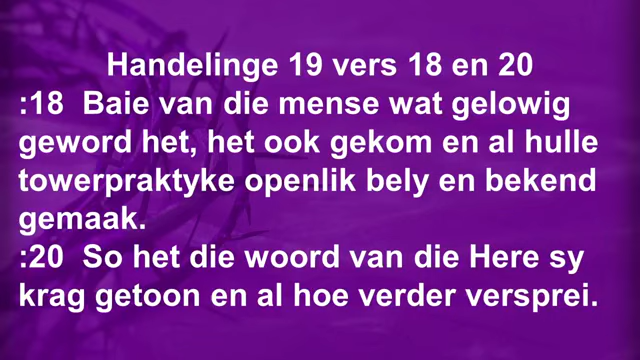 Handelinge 19 vers 18 en 20
:18  Baie van die mense wat gelowig
geword het, het ook gekom en al hulle
towerpraktyke openlik bely en bekend
gemaak.
:20  So het die woord van die Here sy
krag getoon en al hoe verder versprei.